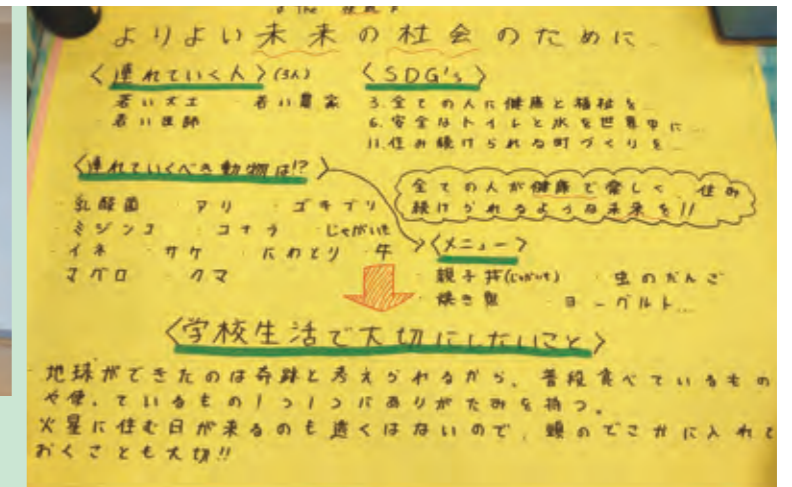 よりよい未来の社会のために…
〈連れていく人〉(3人)
・若い大工 ・若い農家
・若い医師
〈SDG's〉
3.全ての人に健康と福祉を…
6.安全なトイレと水を世界中に…
11.住み続けられる町づくりを…
〈連れていくべき動物は!?〉
・乳酸菌 ・アリ ・ゴキブリ
・ミジンコ ・コナラ ・じゃがいも
・イネ ・サケ ・にわとり ・牛
・マグロ ・クマ
全ての人が健康で楽しく、住み
続けられるような未来を!!
〈メニュー〉
・親子丼(じゃがいも) ・虫のだんご
・焼き魚 ・ヨーグルト…
〈学校生活で大切にしたいこと〉
・地球ができたのは奇跡と考えられるから、普段食べているもの
や使っているもの1つ1つにありがたみを持つ。
火星に住む日が来るのも遠くはないので、頭のどこかに入れて
おくことも大切!!